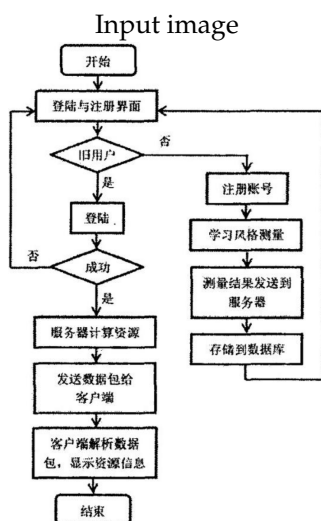 Input image
开始
登陆与注册界面
旧用户
否
是
注册账号
登陆
学习风格测量
否
成功
测量结果发送到
服务器
是
服务器计算资源
存储到数据库
发送数据包给
客户端
客户端解析数据
包，显示资源信息
结束